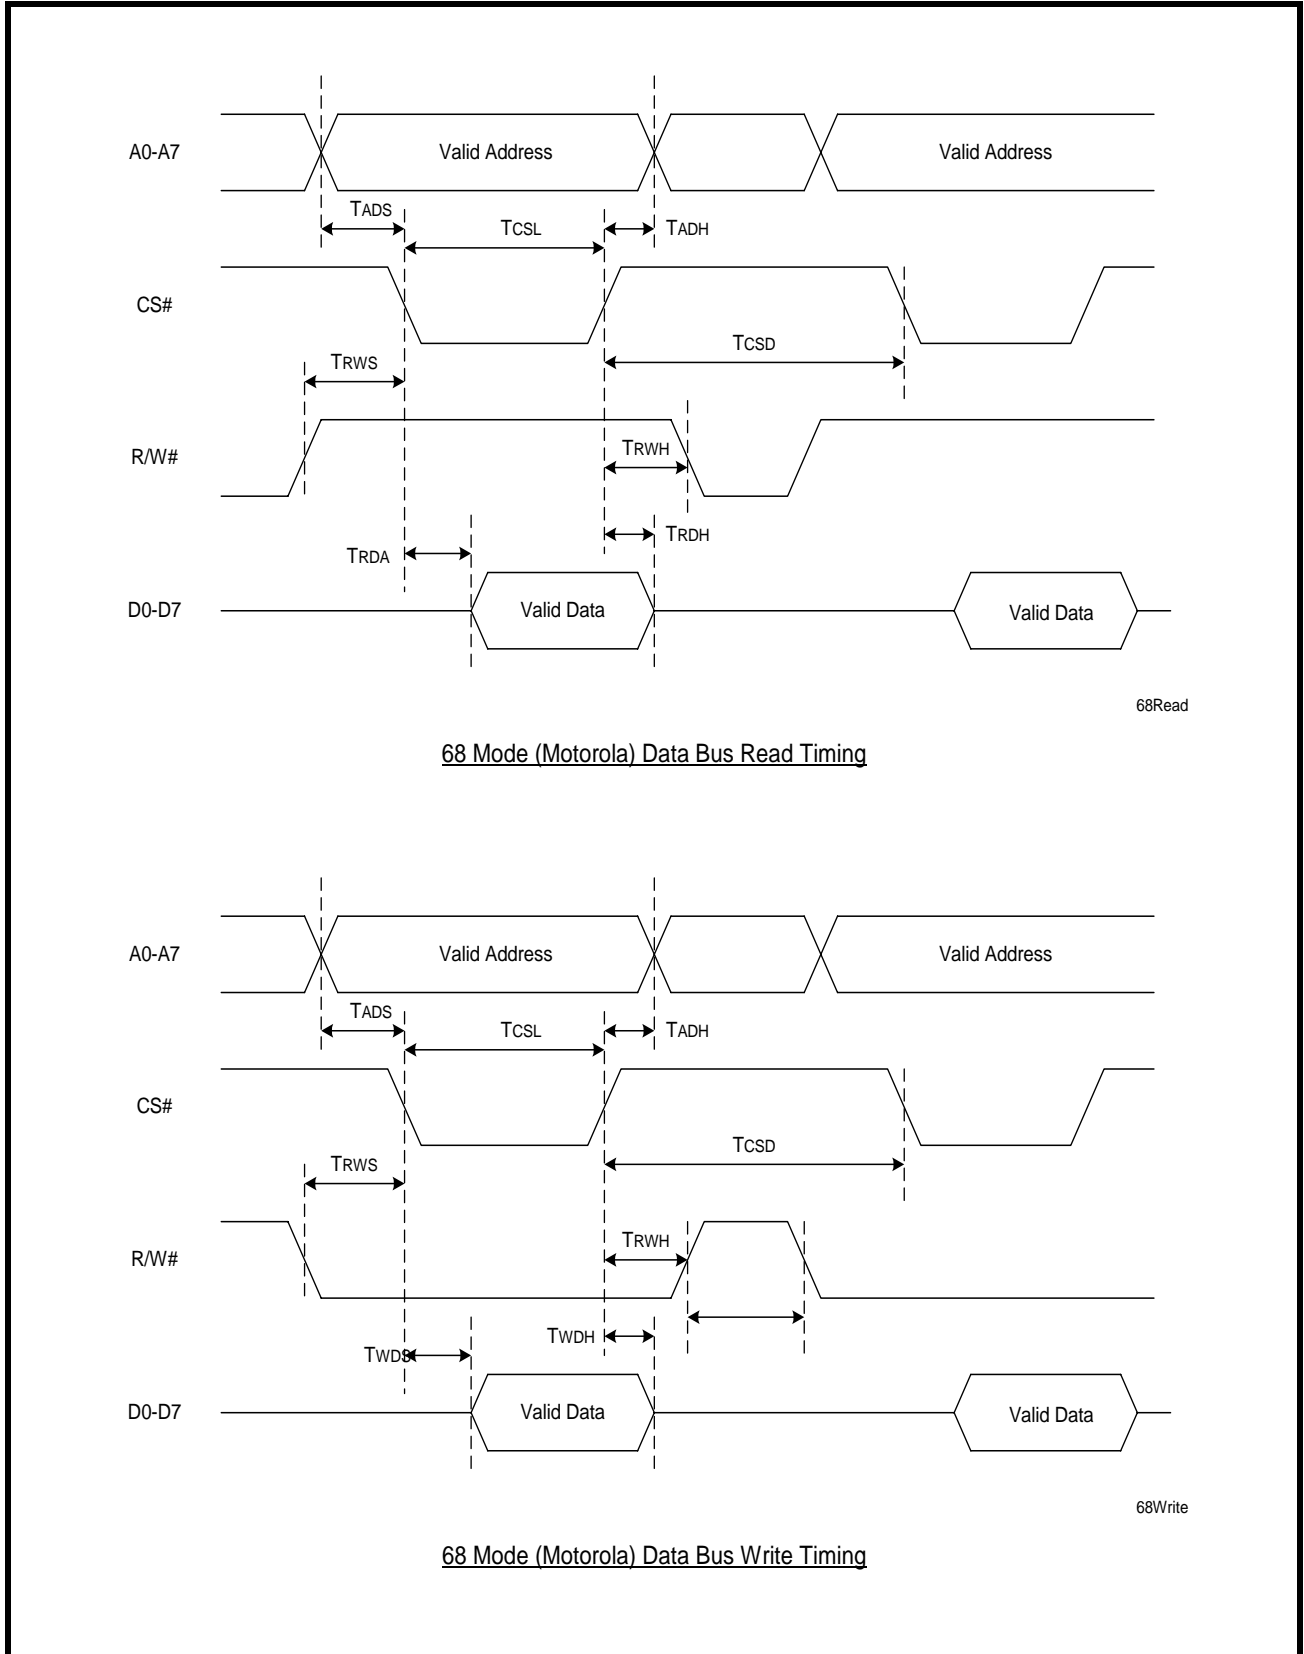 A0-A7
Valid Address
Valid Address
TADS
TCSL
TADH
CS#
TCSD
TRWS
R/W#
TRWH
TRDH
TRDA
D0-D7
Valid Data
Valid Data
68Read
68 Mode (Motorola) Data Bus Read Timing
A0-A7
Valid Address
Valid Address
TADS
TCSL
TADH
CS#
TCSD
TRWS
R/W#
TRWH
TWDH
TWDS
D0-D7
Valid Data
Valid Data
68Write
68 Mode (Motorola) Data Bus Write Timing